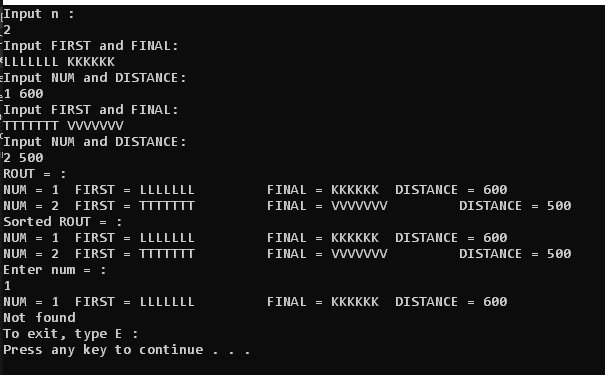 Input n :
2
Input FIRST and FINAL:
LLLLLLL KKKKKK
Input NUM and DISTANCE:
1 600
Input FIRST and FINAL:
TTTTTTT VVVVVVV
Input NUM and DISTANCE:
2 500
ROUT = :
NUM = 1  FIRST = LLLLLLL         FINAL = KKKKKK  DISTANCE = 600
NUM = 2  FIRST = TTTTTTT         FINAL = VVVVVVV         DISTANCE = 500
Sorted ROUT = :
NUM = 1  FIRST = LLLLLLL         FINAL = KKKKKK  DISTANCE = 600
NUM = 2  FIRST = TTTTTTT         FINAL = VVVVVVV         DISTANCE = 500
Enter num = :
1
NUM = 1  FIRST = LLLLLLL         FINAL = KKKKKK  DISTANCE = 600
Not found
To exit, type E :
Press any key to continue . . .